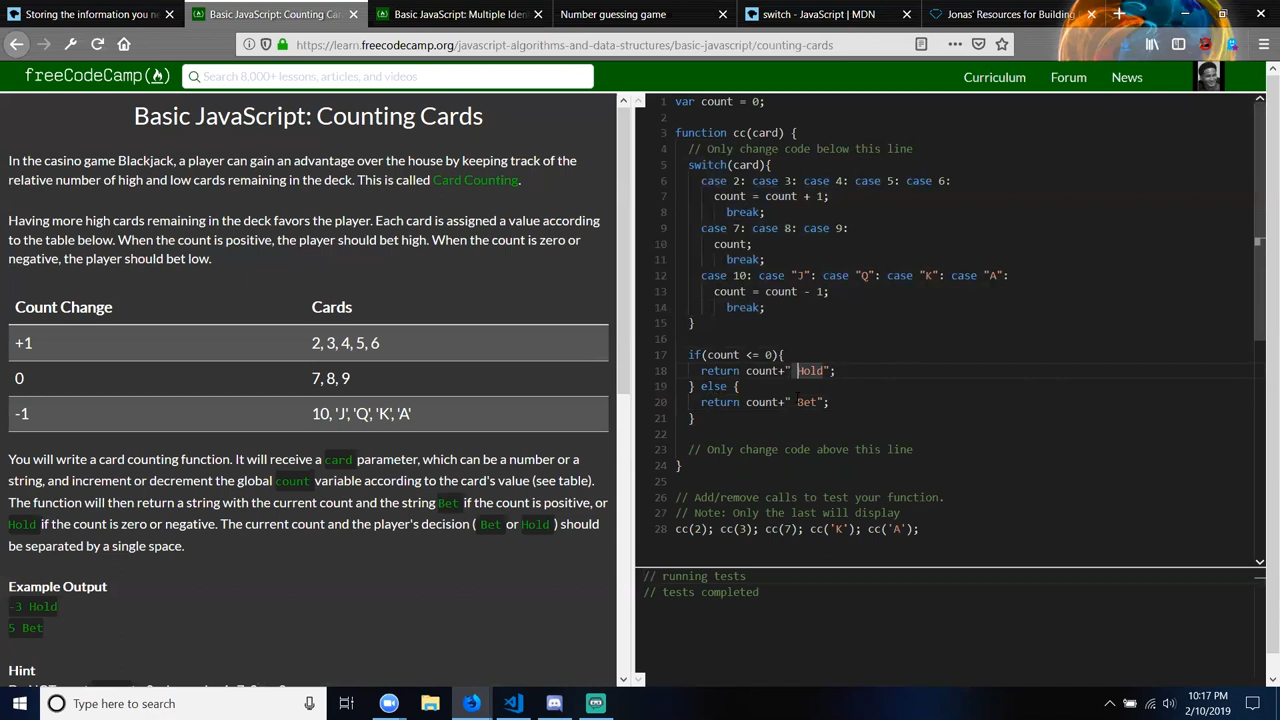 Storing the information you ne
Basic JavaScript: Counting Car
Basic JavaScript: Multiple Iden
Number guessing game
switch - JavaScript | MDN
Jonas' Resources for Building
https://learn.freecodecamp.org/javascript-algorithms-and-data-structures/basic-javascript/counting-cards
freeCodeCamp
Search 8,000+ lessons, articles, and videos
Curriculum
Forum
News
Basic JavaScript: Counting Cards
In the casino game Blackjack, a player can gain an advantage over the house by keeping track of the
relative number of high and low cards remaining in the deck. This is called Card Counting.
Having more high cards remaining in the deck favors the player. Each card is assigned a value according
to the table below. When the count is positive, the player should bet high. When the count is zero or
negative, the player should bet low.
Count Change Cards
+1 2, 3, 4, 5, 6
0 7, 8, 9
-1 10, 'J', 'Q', 'K', 'A'
You will write a card counting function. It will receive a card parameter, which can be a number or a
string, and increment or decrement the global count variable according to the card's value (see table).
The function will then return a string with the current count and the string Bet if the count is positive, or
Hold if the count is zero or negative. The current count and the player's decision ( Bet or Hold ) should
be separated by a single space.
Example Output
-3 Hold
5 Bet
Hint
1 var count = 0;
2
3 function cc(card) {
4 // Only change code below this line
5 switch(card){
6 case 2: case 3: case 4: case 5: case 6:
7 count = count + 1;
8 break;
9 case 7: case 8: case 9:
10 count;
11 break;
12 case 10: case "J": case "Q": case "K": case "A":
13 count = count - 1;
14 break;
15 }
16
17 if(count <= 0){
18 return count+" Hold";
19 } else {
20 return count+" Bet";
21 }
22
23 // Only change code above this line
24 }
25
26 // Add/remove calls to test your function.
27 // Note: Only the last will display
28 cc(2); cc(3); cc(7); cc('K'); cc('A');
// running tests
// tests completed
Type here to search
10:17 PM
2/10/2019